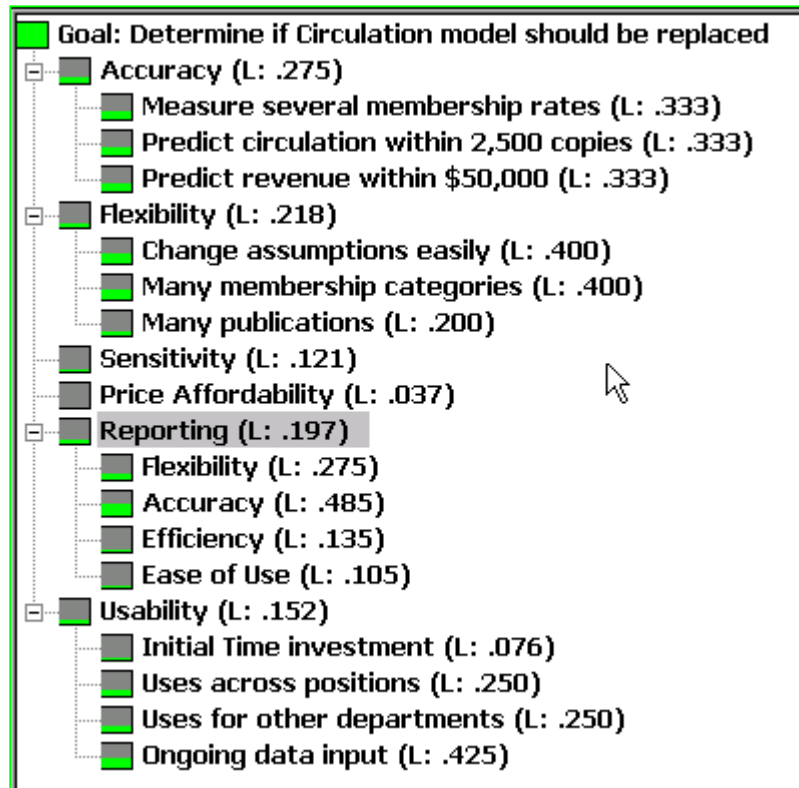 Goal: Determine if Circulation model should be replaced
Accuracy (L: .275)
Measure several membership rates (L: .333)
Predict circulation within 2,500 copies (L: .333)
Predict revenue within $50,000 (L: .333)
Flexibility (L: .218)
Change assumptions easily (L: .400)
Many membership categories (L: .400)
Many publications (L: .200)
Sensitivity (L: .121)
Price Affordability (L: .037)
Reporting (L: .197)
Flexibility (L: .275)
Accuracy (L: .485)
Efficiency (L: .135)
Ease of Use (L: .105)
Usability (L: .152)
Initial Time investment (L: .076)
Uses across positions (L: .250)
Uses for other departments (L: .250)
Ongoing data input (L: .425)